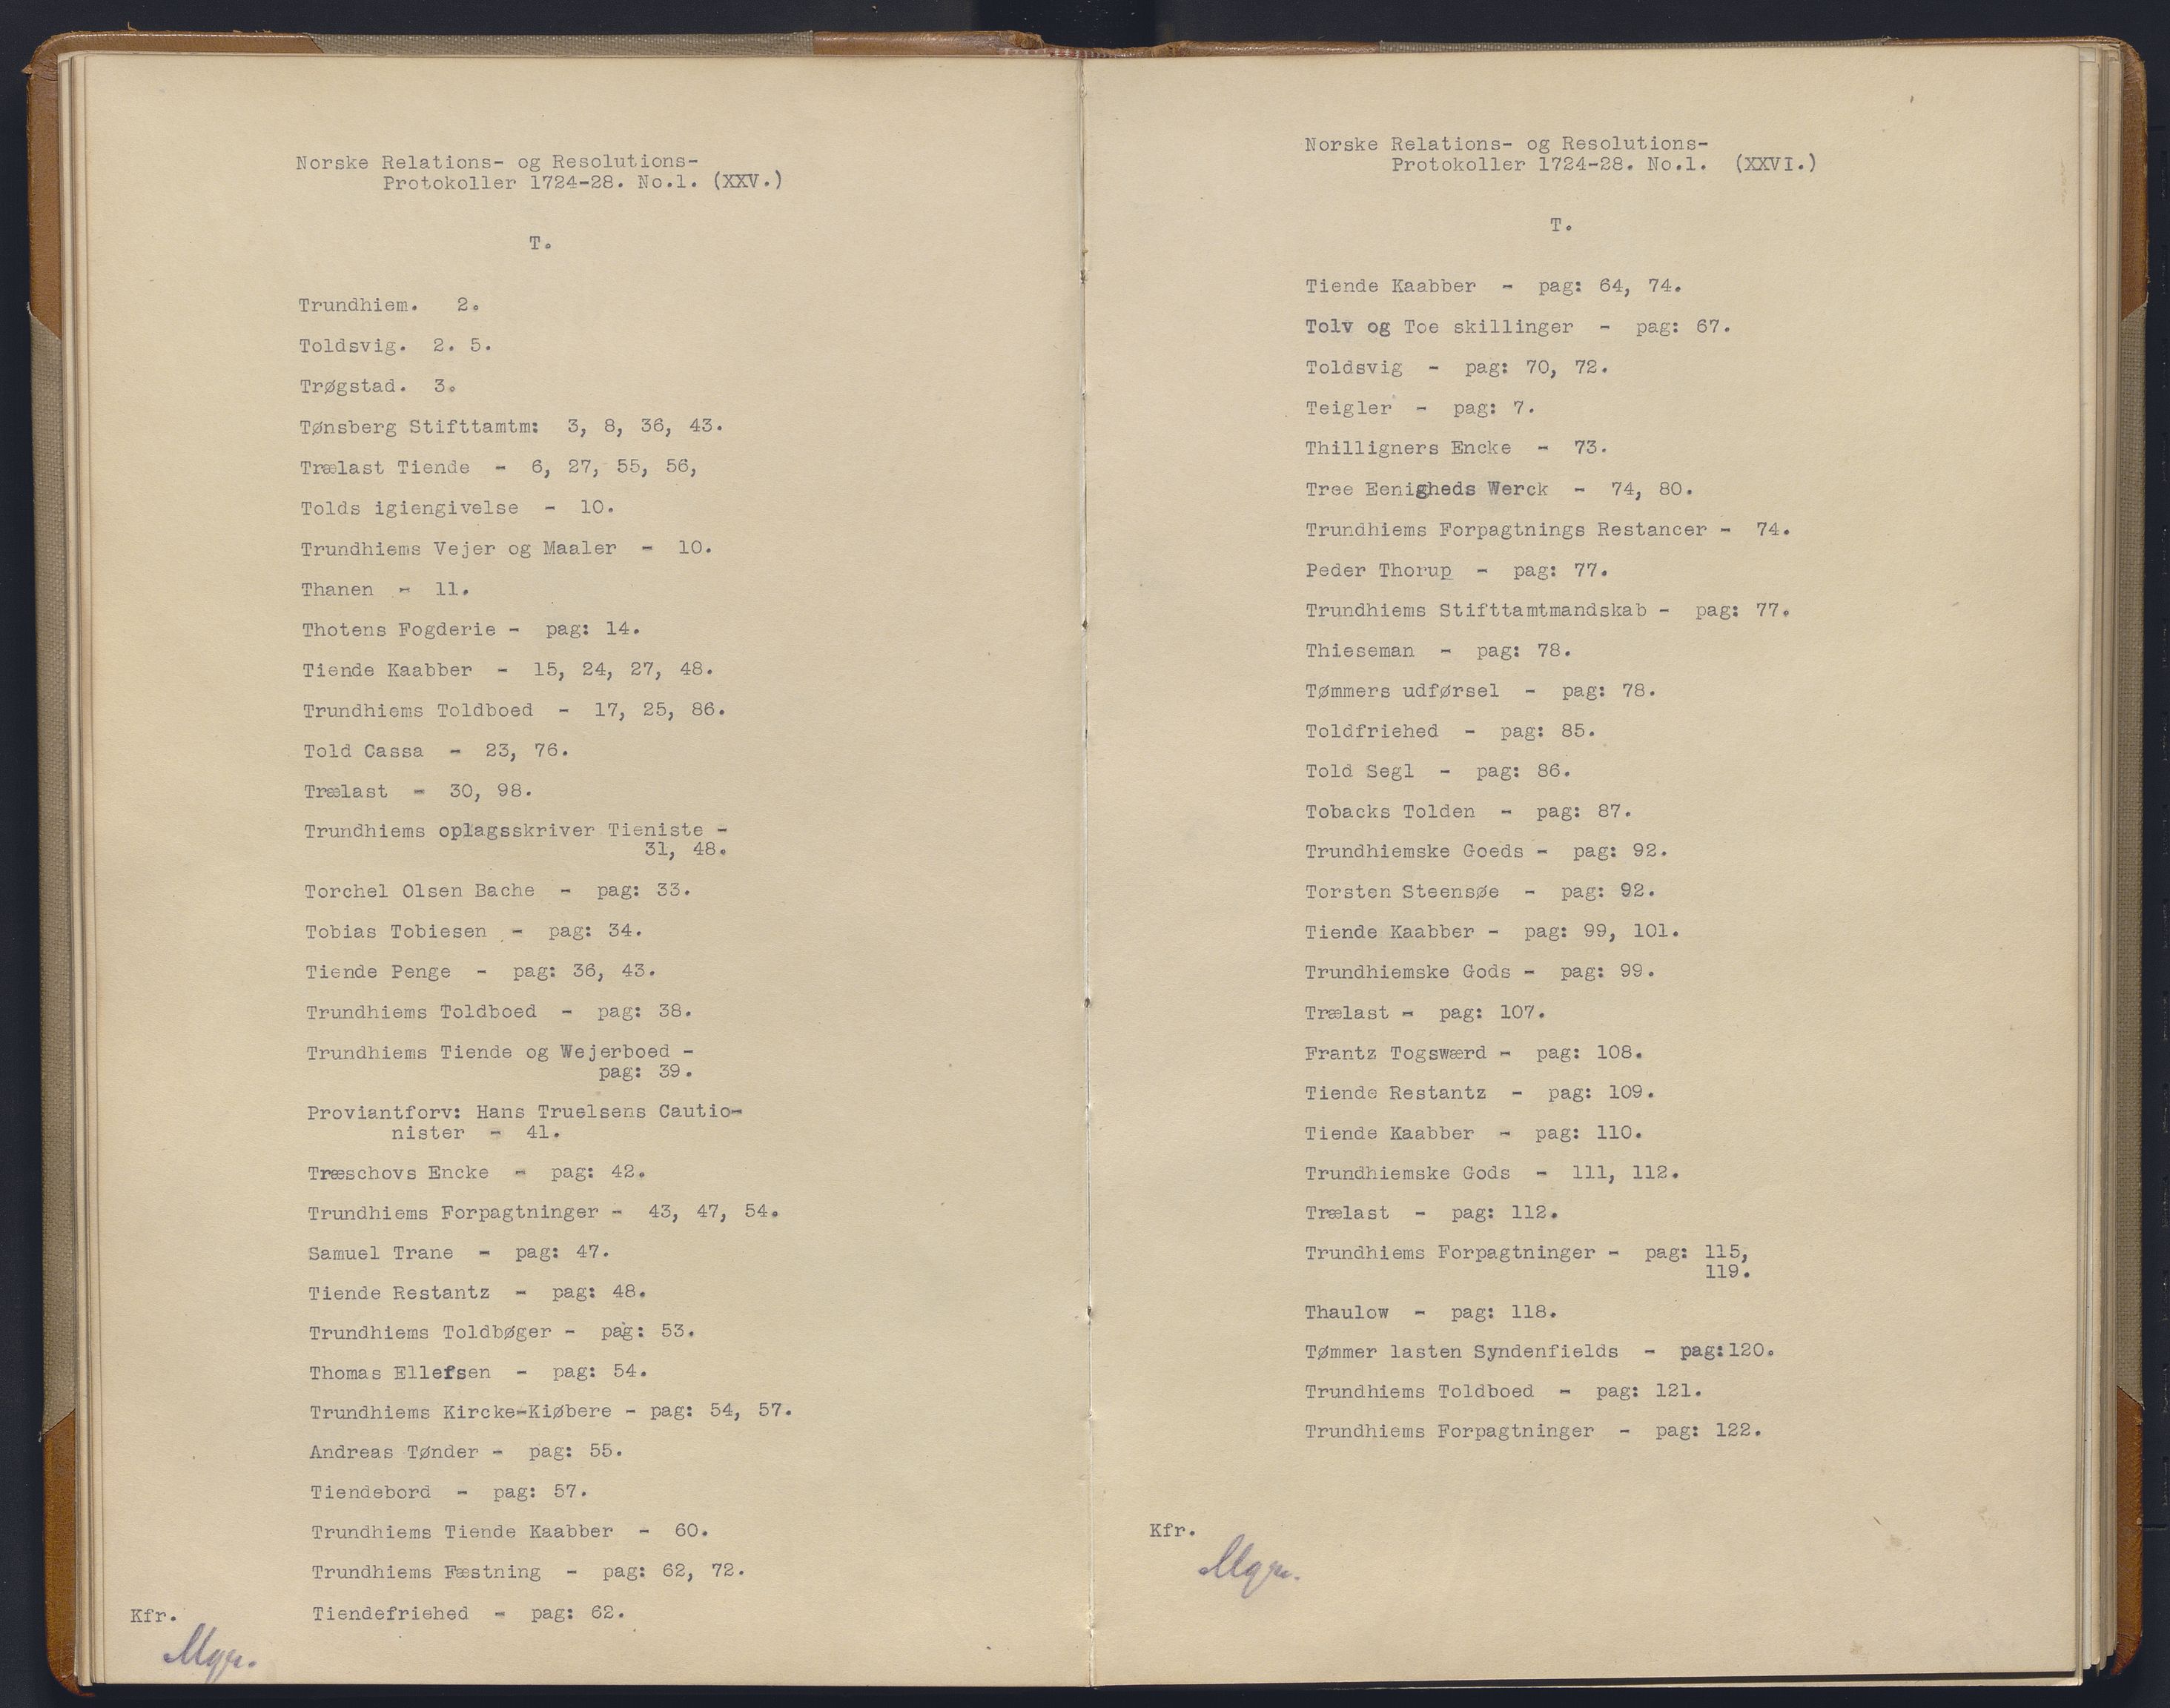 Norske Relations- og Resolutions-
Protokoller 1724-28. No.1. (XXV.)
T.
Trundhiem. 2.
Toldsvig. 2. 5.
Trøgstad. 3.
Tønsberg Stifttamtm: 3, 8, 36, 43.
Trælast Tiende - 6, 27, 55, 56,
Tolds igiengivelse - 10.
Trundhiems Vejer og Maaler - 10.
Thanen - 11.
Thotens Fogderie - pag: 14.
Tiende Kaabber - 15, 24, 27, 48.
Trundhiems Toldboed - 17, 25, 86.
Told Cassa - 23, 76.
Trælast - 30, 98.
Trundhiems oplagsskriver Tieniste -
31, 48.
Torchel Olsen Bache - pag: 33.
Tobias Tobiesen - pag: 34.
Tiende Penge - pag: 36, 43.
Trundhiems Toldboed - pag: 38.
Trundhiems Tiende og Wejerboed -
pag: 39.
Proviantforv: Hans Truelsens Cautio-
nister - 41.
Træschovs Encke - pag: 42.
Trundhiems Forpagtninger - 43, 47, 54.
Samuel Trane - pag: 47.
Tiende Restantz - pag: 48.
Trundhiems Toldbøger - pag: 53.
Thomas Ellefsen - pag: 54.
Trundhiems Kircke-Kiøbere - pag: 54, 57.
Andreas Tønder - pag: 55.
Tiendebord - pag: 57.
Trundhiems Tiende Kaabber - 60.
Trundhiems Fæstning - pag: 62, 72.
Tiendefriehed - pag: 62.
Kfr.
Norske Relations- og Resolutions-
Protokoller 1724-28. No.1. (XXVI.)
T.
Tiende Kaabber - pag: 64, 74.
Tolv og Toe skillinger - pag: 67.
Toldsvig - pag: 70, 72.
Teigler - pag: 7.
Thilligners Encke - 73.
Tree Eenigheds Werck - 74, 80.
Trundhiems Forpagtnings Restancer - 74.
Peder Thorup - pag: 77.
Trundhiems Stifttamtmandskab - pag: 77.
Thieseman - pag: 78.
Tømmers udførsel - pag: 78.
Toldfriehed - pag: 85.
Told Segl - pag: 86.
Tobacks Tolden - pag: 87.
Trundhiemske Goeds - pag: 92.
Torsten Steensøe - pag: 92.
Tiende Kaabber - pag: 99, 101.
Trundhiemske Gods - pag: 99.
Trælast - pag: 107.
Frantz Togswærd - pag: 108.
Tiende Restantz - pag: 109.
Tiende Kaabber - pag: 110.
Trundhiemske Gods - 111, 112.
Trælast - pag: 112.
Trundhiems Forpagtninger - pag: 115,
119.
Thaulow - pag: 118.
Tømmer lasten Syndenfields - pag:120.
Trundhiems Toldboed - pag: 121.
Trundhiems Forpagtninger - pag: 122.
Kfr.